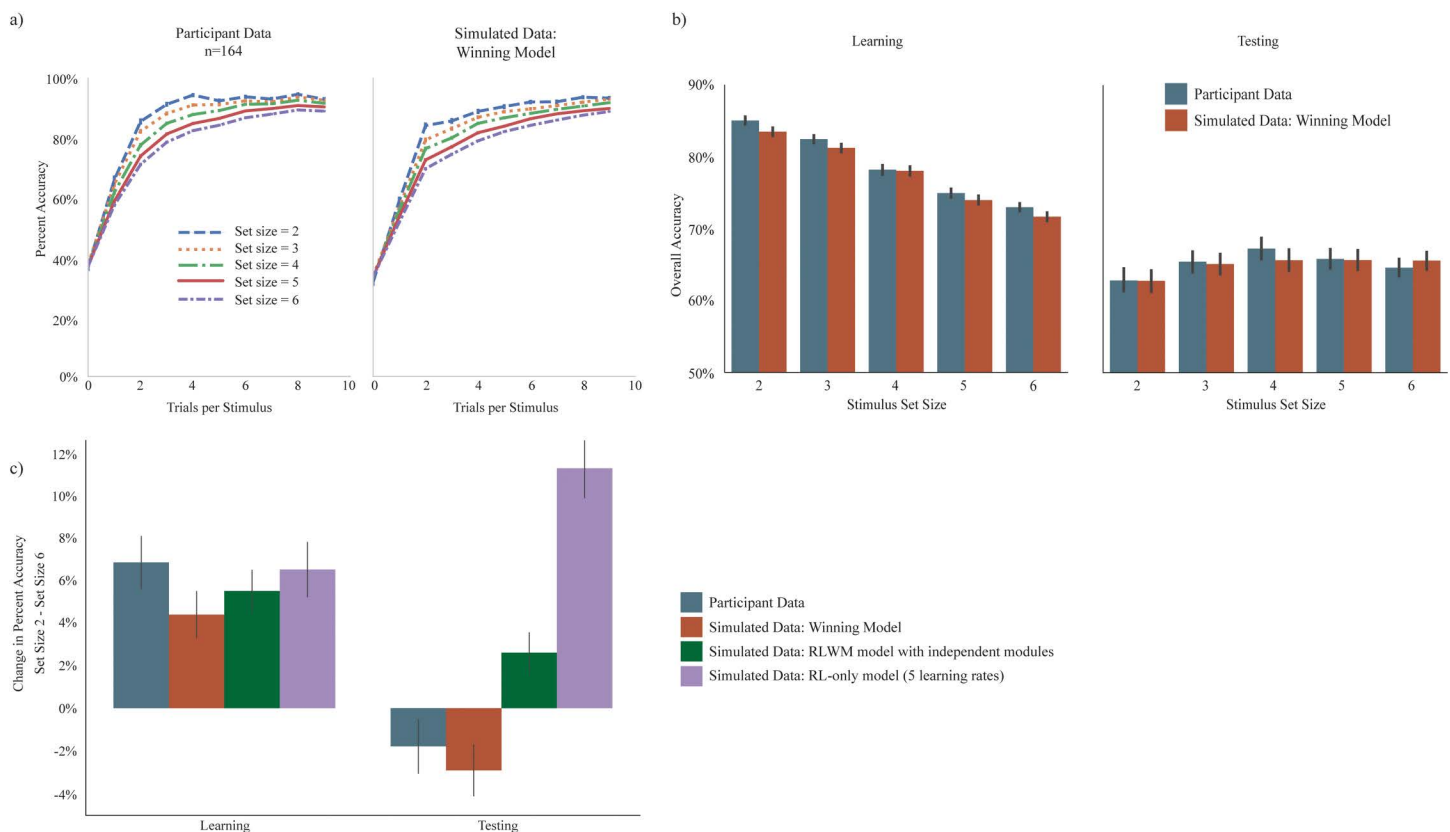 a)
Participant Data
n=164
Simulated Data:
Winning Model
Percent Accuracy
100%
80%
60%
40%
20%
0%
Set size = 2
Set size = 3
Set size = 4
Set size = 5
Set size = 6
0 2 4 6 8 10
0 2 4 6 8 10
Trials per Stimulus
Trials per Stimulus
b)
Learning
Testing
Overall Accuracy
90%
80%
70%
60%
50%
Participant Data
Simulated Data: Winning Model
2 3 4 5 6
2 3 4 5 6
Stimulus Set Size
Stimulus Set Size
c)
Change in Percent Accuracy
Set Size 2 - Set Size 6
12%
10%
8%
6%
4%
2%
0%
-2%
-4%
Learning
Testing
Participant Data
Simulated Data: Winning Model
Simulated Data: RLWM model with independent modules
Simulated Data: RL-only model (5 learning rates)